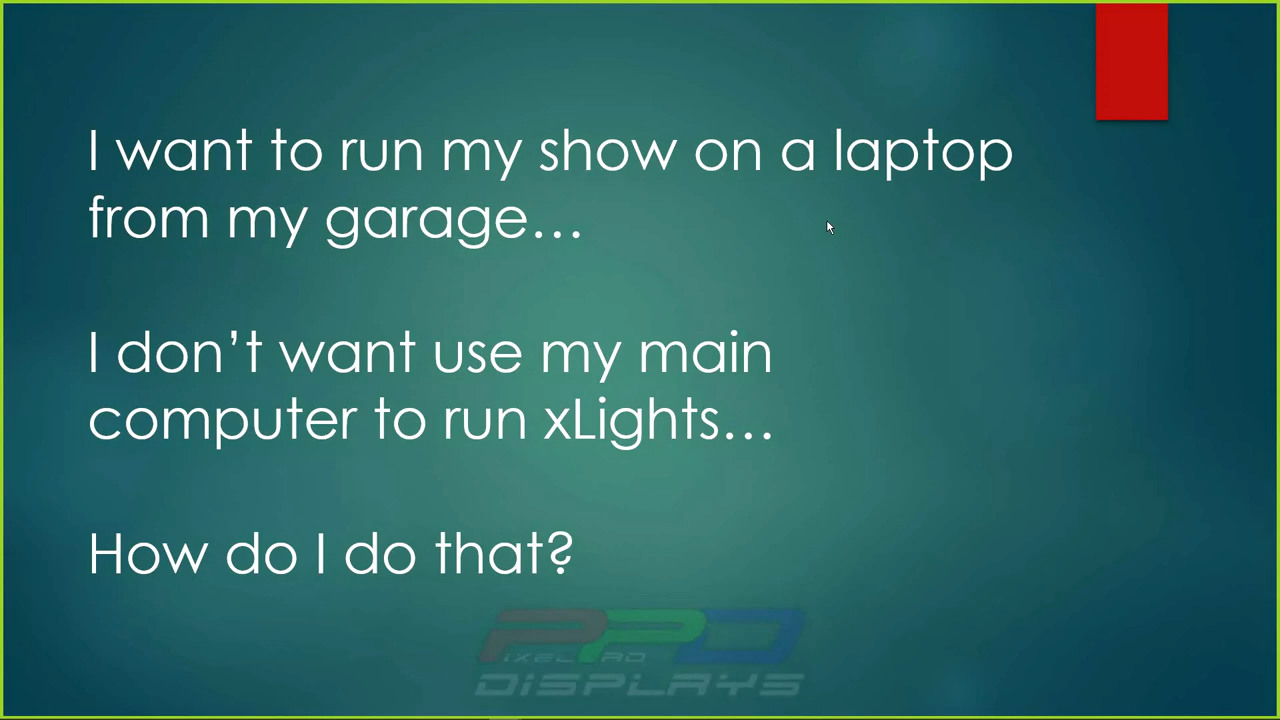 I want to run my show on a laptop
from my garage…
I don’t want use my main
computer to run xLights…
How do I do that?
PPD
PIXEL PRO
DISPLAYS